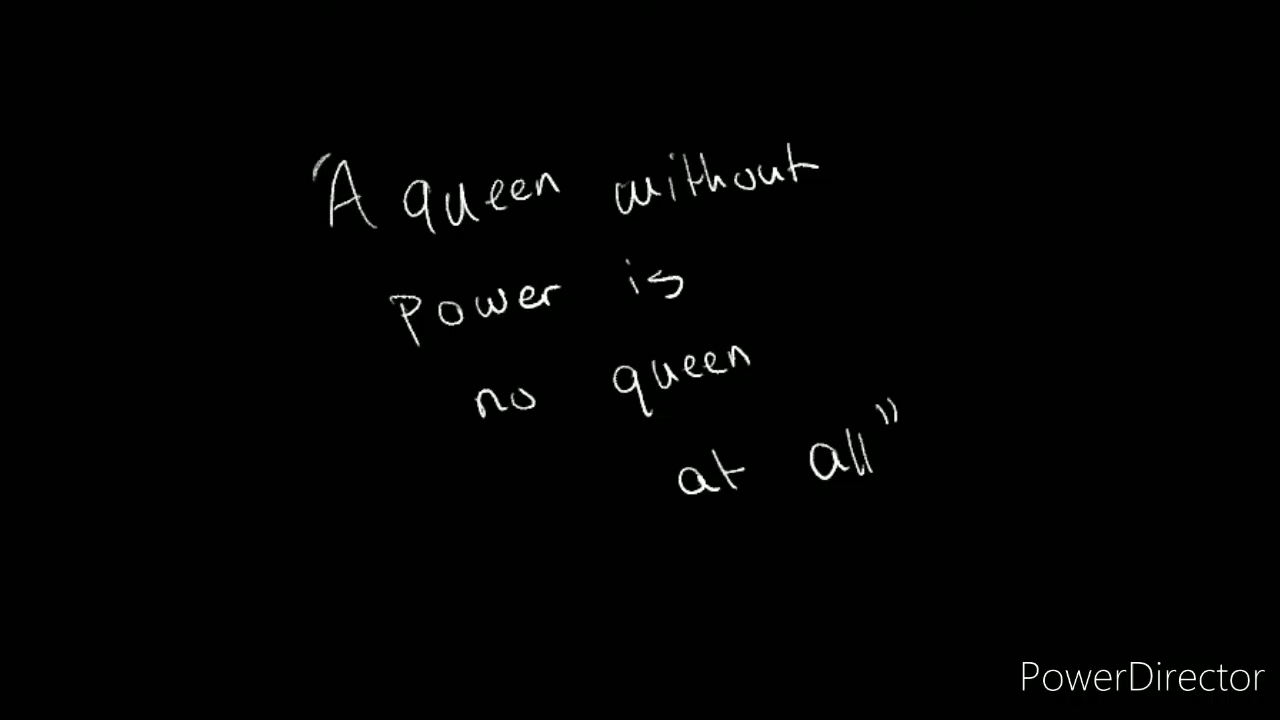 "A queen without
Power is
no queen
at all"
PowerDirector